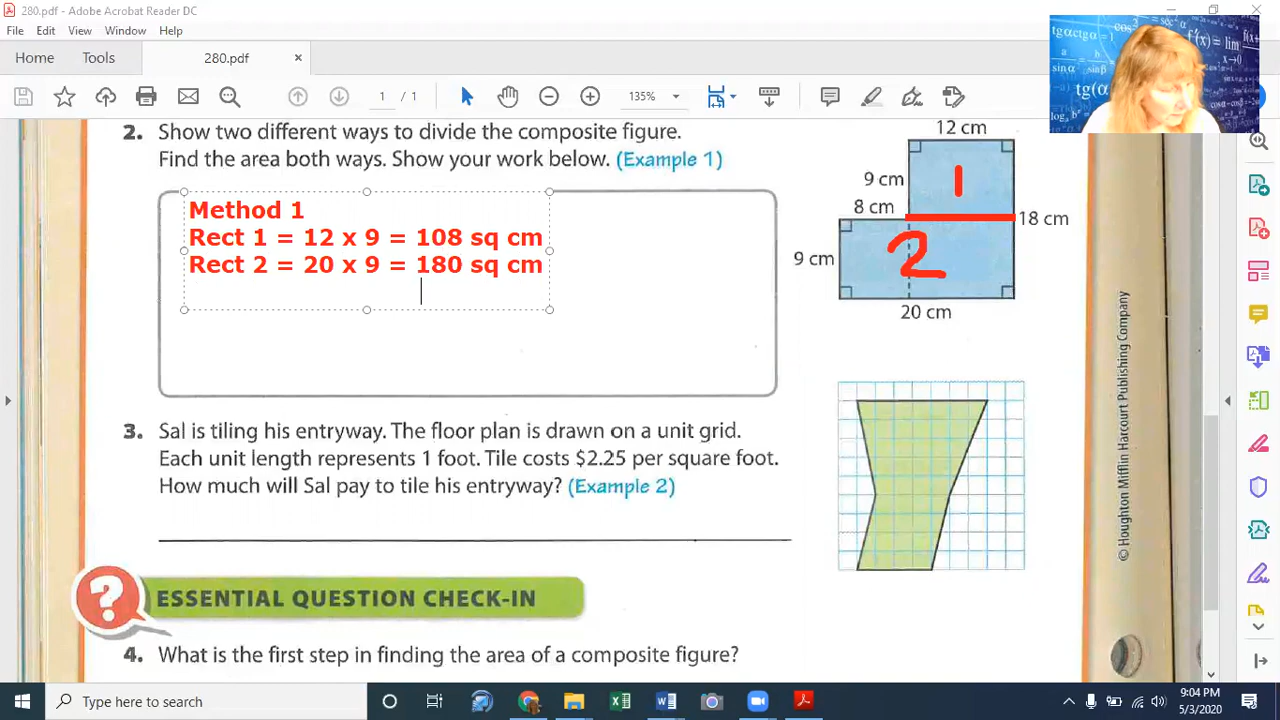 280.pdf - Adobe Acrobat Reader DC
File Edit View Window Help
Home Tools 280.pdf ×
1 / 1 135%
2. Show two different ways to divide the composite figure.
Find the area both ways. Show your work below. (Example 1)
Method 1
Rect 1 = 12 x 9 = 108 sq cm
Rect 2 = 20 x 9 = 180 sq cm
12 cm
9 cm
1
8 cm
18 cm
9 cm
2
20 cm
3. Sal is tiling his entryway. The floor plan is drawn on a unit grid.
Each unit length represents 1 foot. Tile costs $2.25 per square foot.
How much will Sal pay to tile his entryway? (Example 2)
© Houghton Mifflin Harcourt Publishing Company
?
ESSENTIAL QUESTION CHECK-IN
4. What is the first step in finding the area of a composite figure?
Type here to search
9:04 PM
5/3/2020